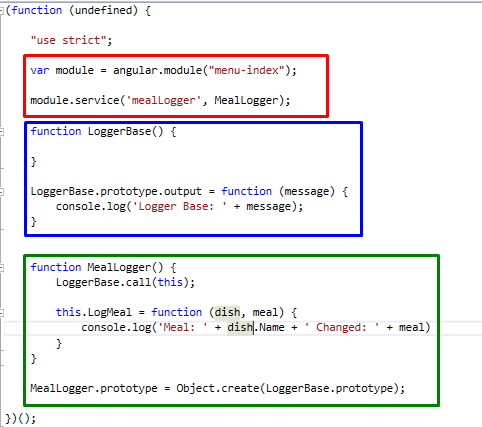 (function (undefined) {
"use strict";
var module = angular.module("menu-index");
module.service('mealLogger', MealLogger);
function LoggerBase() {
}
LoggerBase.prototype.output = function (message) {
console.log('Logger Base: ' + message);
}
function MealLogger() {
LoggerBase.call(this);
this.LogMeal = function (dish, meal) {
console.log('Meal: ' + dish.Name + ' Changed: ' + meal)
}
}
MealLogger.prototype = Object.create(LoggerBase.prototype);
})();